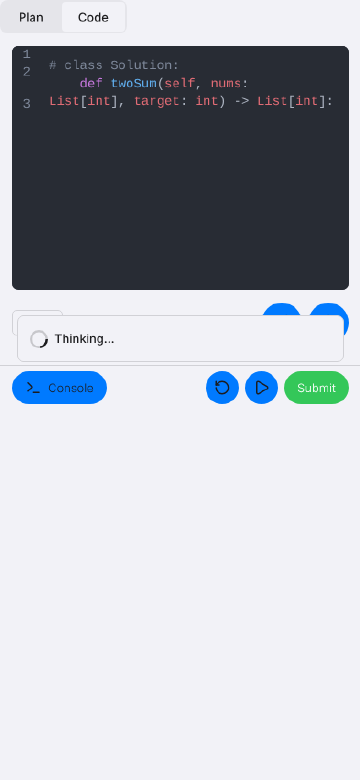 Plan Code
1
# class Solution:
2
def twoSum(self, nums:
List[int], target: int) -> List[int]:
3
Thinking...
Console
Submit